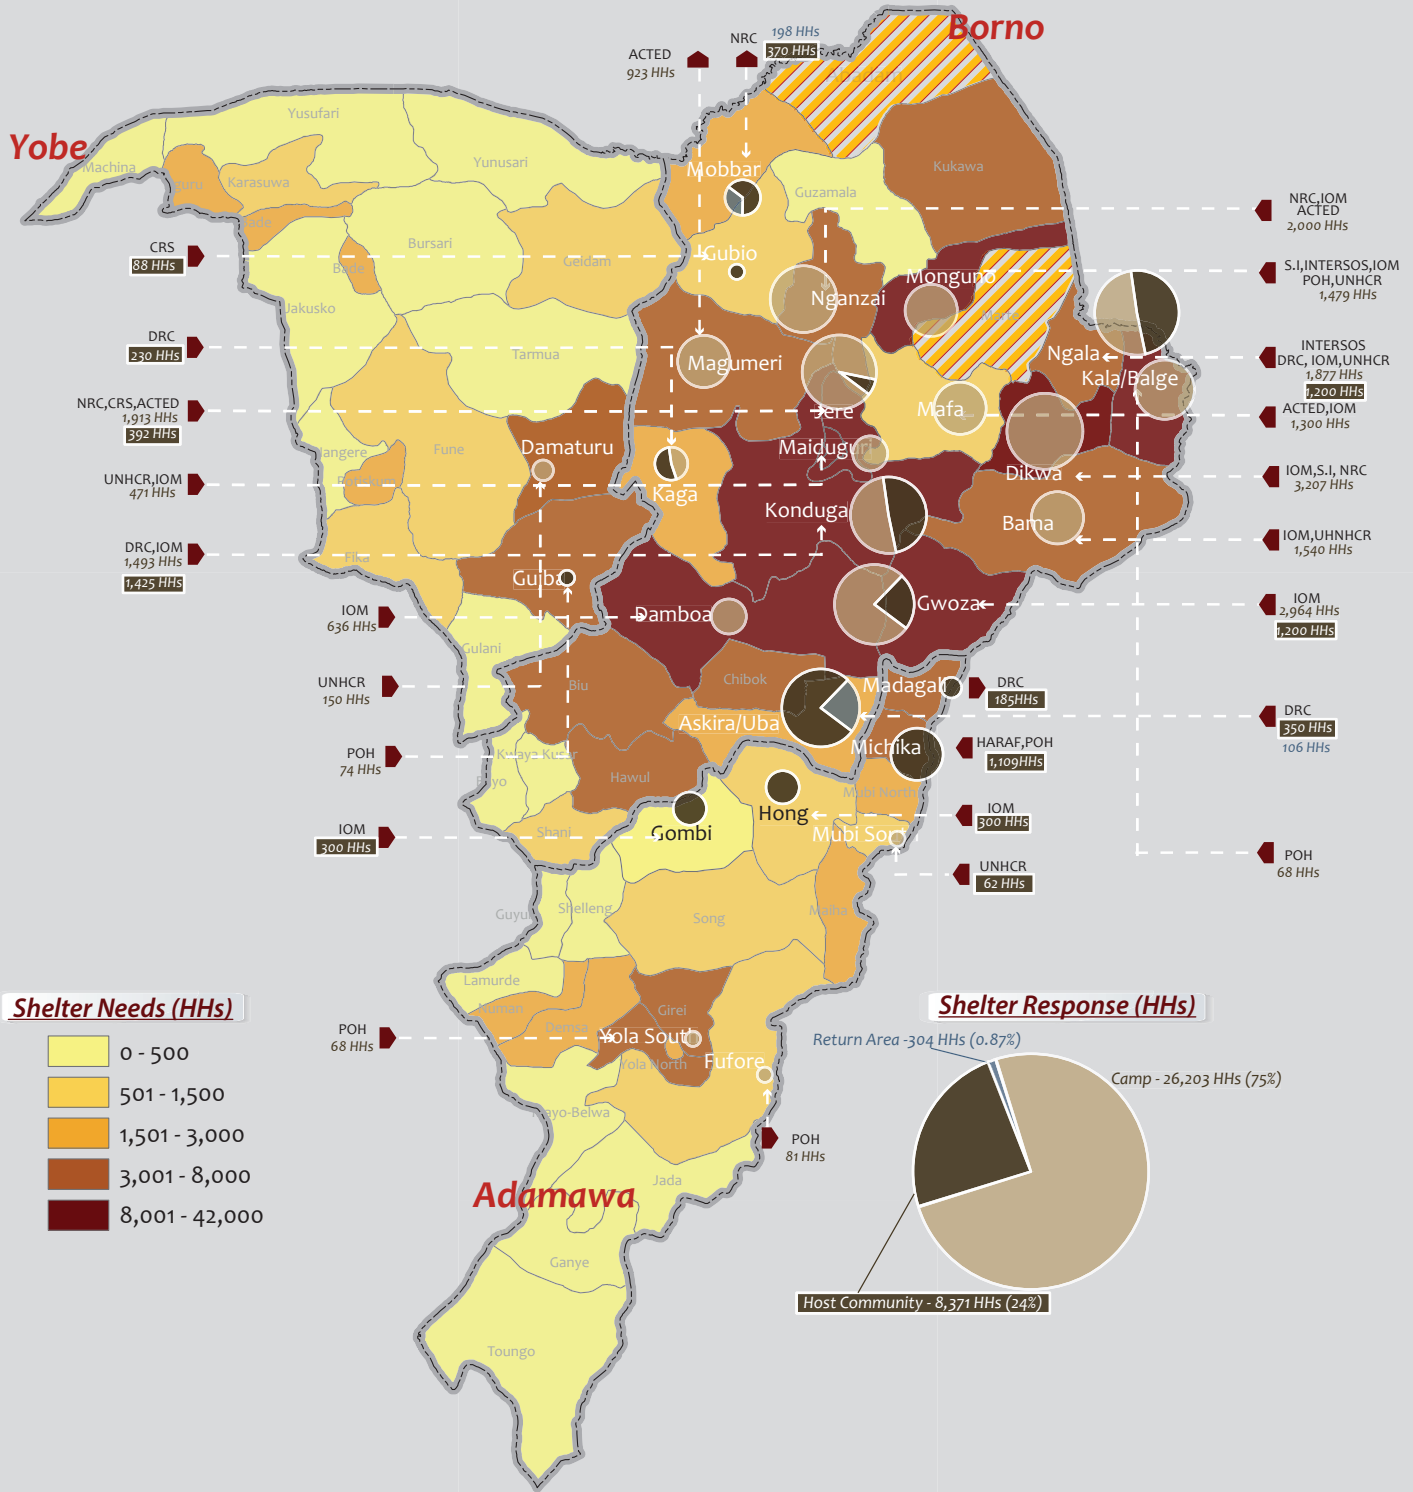 Borno
Yobe
Adamawa
ACTED
923 HHs
NRC
198 HHs
370 HHs
CRS
88 HHs
DRC
230 HHs
NRC,CRS,ACTED
1,913 HHs
392 HHs
UNHCR,IOM
471 HHs
DRC,IOM
1,493 HHs
1,425 HHs
IOM
636 HHs
UNHCR
150 HHs
POH
74 HHs
IOM
300 HHs
POH
68 HHs
NRC,IOM
ACTED
2,000 HHs
S.I,INTERSOS,IOM
POH,UNHCR
1,479 HHs
INTERSOS
DRC, IOM,UNHCR
1,877 HHs
1,200 HHs
ACTED,IOM
1,300 HHs
IOM,S.I, NRC
3,207 HHs
IOM,UHNHCR
1,540 HHs
IOM
2,964 HHs
1,200 HHs
DRC
185HHs
DRC
350 HHs
106 HHs
HARAF,POH
1,109HHs
IOM
300 HHs
UNHCR
62 HHs
POH
68 HHs
POH
81 HHs
Yusufari
Machina
Karasuwa
Yunusari
Bursari
Geidam
Bade
Jakusko
Tarmua
Fune
Damaturu
Fika
Gujba
Gulani
Mobbar
Abadam
Kukawa
Guzamala
Gubio
Nganzai
Monguno
Marte
Ngala
Kala/Balge
Magumeri
Jere
Mafa
Maiduguri
Dikwa
Kaga
Konduga
Bama
Damboa
Gwoza
Biu
Chibok
Askira/Uba
Kwaya Kusar
Hawul
Shani
Madagali
Michika
Mubi North
Hong
Gombi
Guyuk
Shelleng
Song
Maiha
Lamurde
Numan
Demsa
Girei
Yola South
Yola North
Fufore
Mayo-Belwa
Jada
Ganye
Toungo
Shelter Needs (HHs)
0 - 500
501 - 1,500
1,501 - 3,000
3,001 - 8,000
8,001 - 42,000
Shelter Response (HHs)
Return Area -304 HHs (0.87%)
Camp - 26,203 HHs (75%)
Host Community - 8,371 HHs (24%)